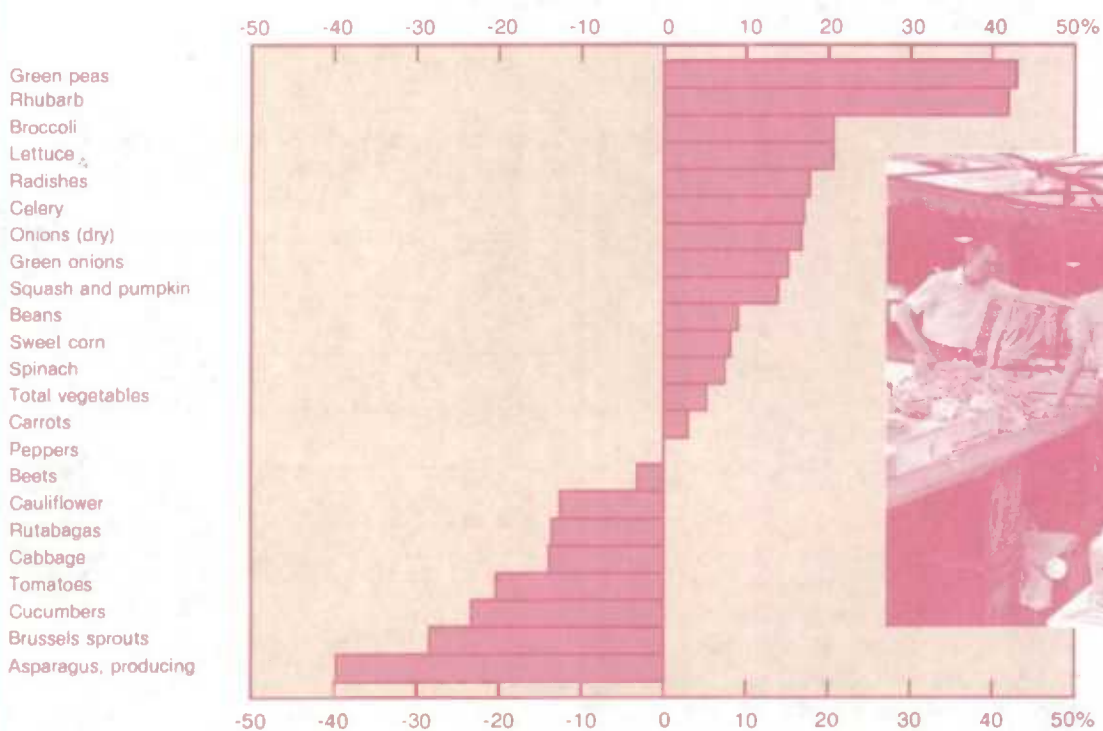 -50 -40 -30 -20 -10 0 10 20 30 40 50%
Green peas
Rhubarb
Broccoli
Lettuce
Radishes
Celery
Onions (dry)
Green onions
Squash and pumpkin
Beans
Sweet corn
Spinach
Total vegetables
Carrots
Peppers
Beets
Cauliflower
Rutabagas
Cabbage
Tomatoes
Cucumbers
Brussels sprouts
Asparagus, producing
-50 -40 -30 -20 -10 0 10 20 30 40 50%